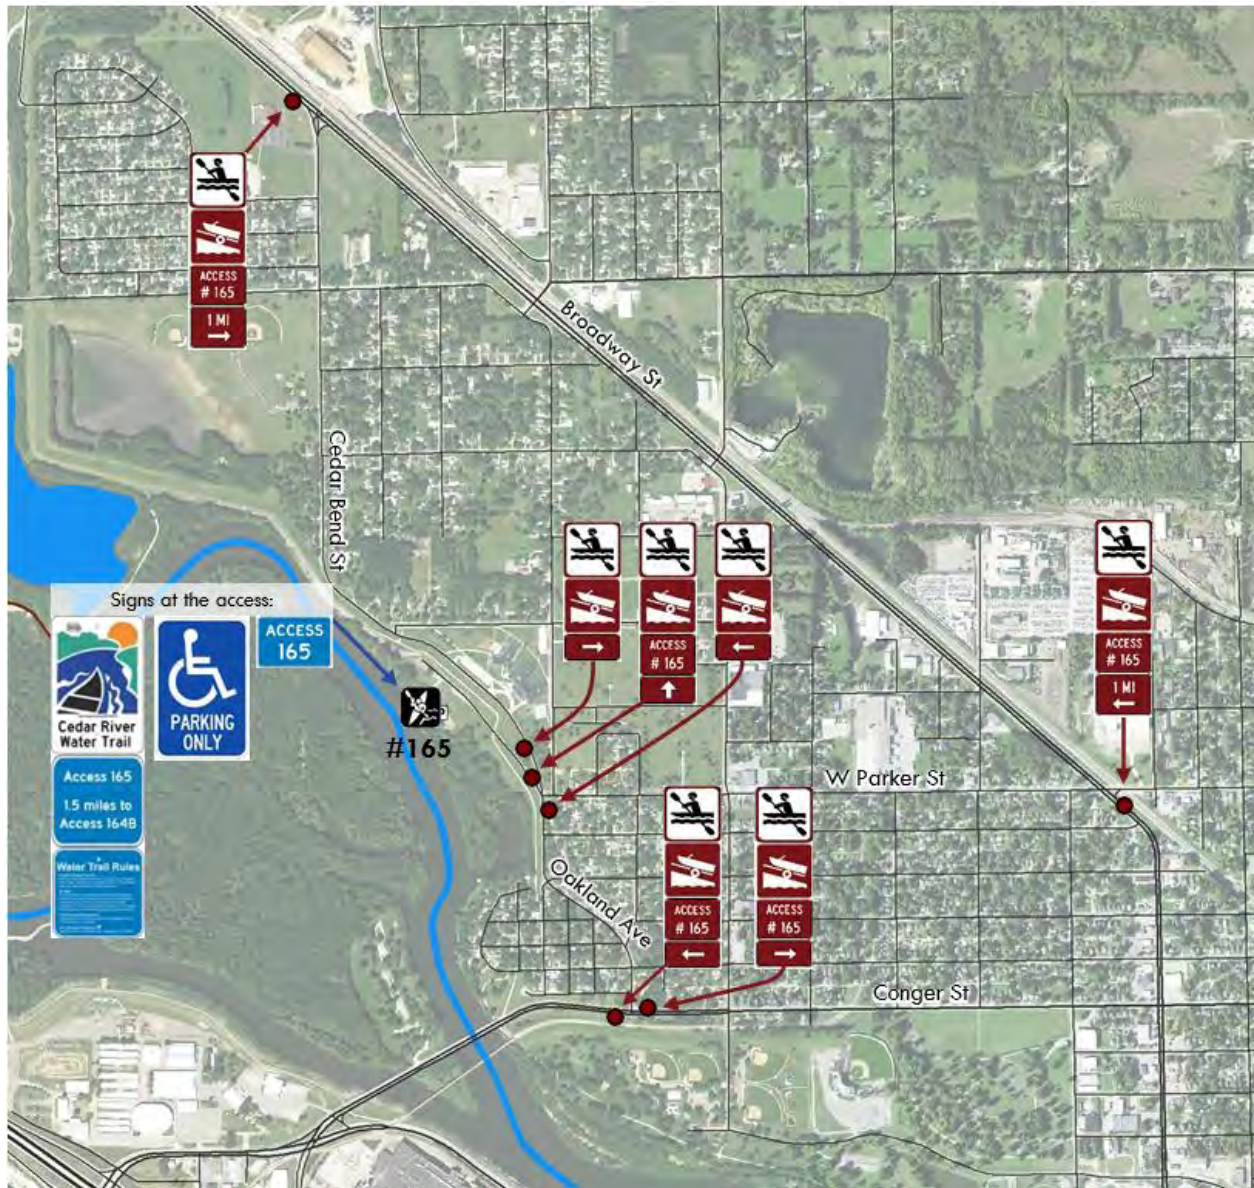 ACCESS
# 165
1 MI
Broadway St
Cedar Bend St
Signs at the access:
Cedar River
Water Trail
PARKING
ONLY
ACCESS
165
Access 165
1.5 miles to
Access 164B
Water Trail Rules
#165
ACCESS
# 165
ACCESS
# 165
1 MI
W Parker St
Oakland Ave
ACCESS
# 165
ACCESS
# 165
Conger St